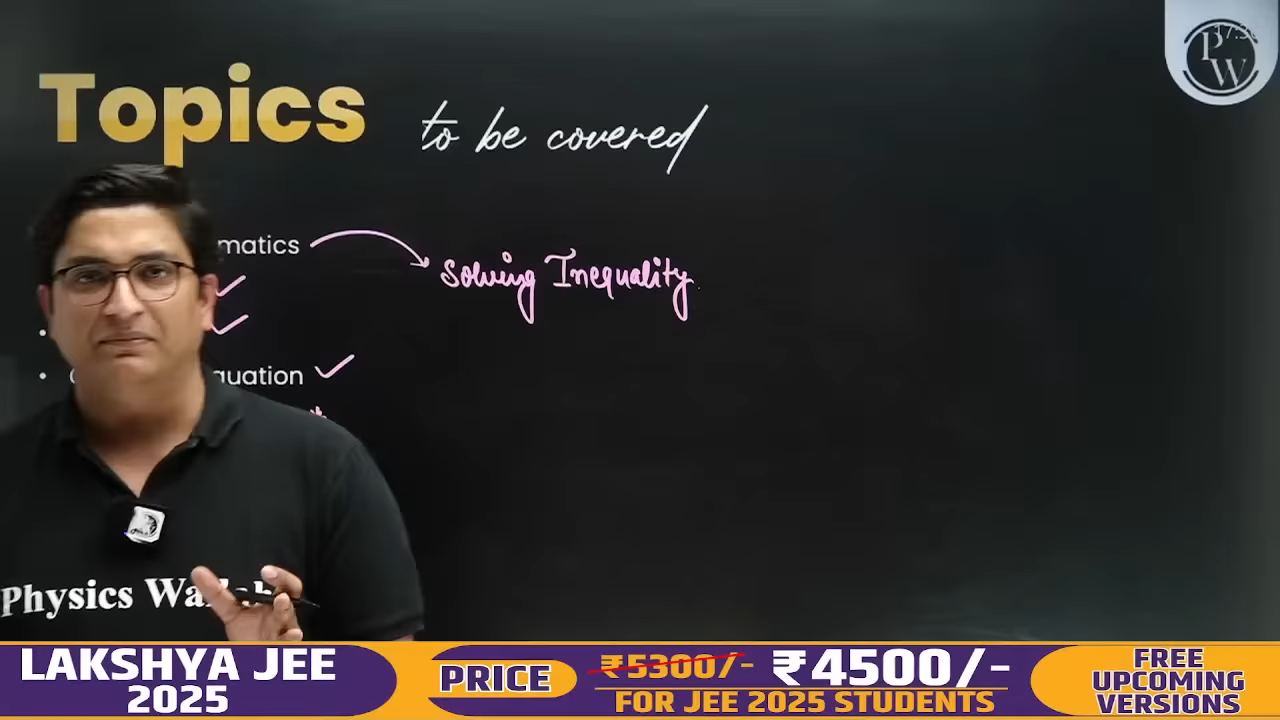 Topics to be covered
matics
Solving Inequality
uation
Physics
PW
LAKSHYA JEE
2025
PRICE
₹5300/- ₹4500/-
FOR JEE 2025 STUDENTS
FREE
UPCOMING
VERSIONS